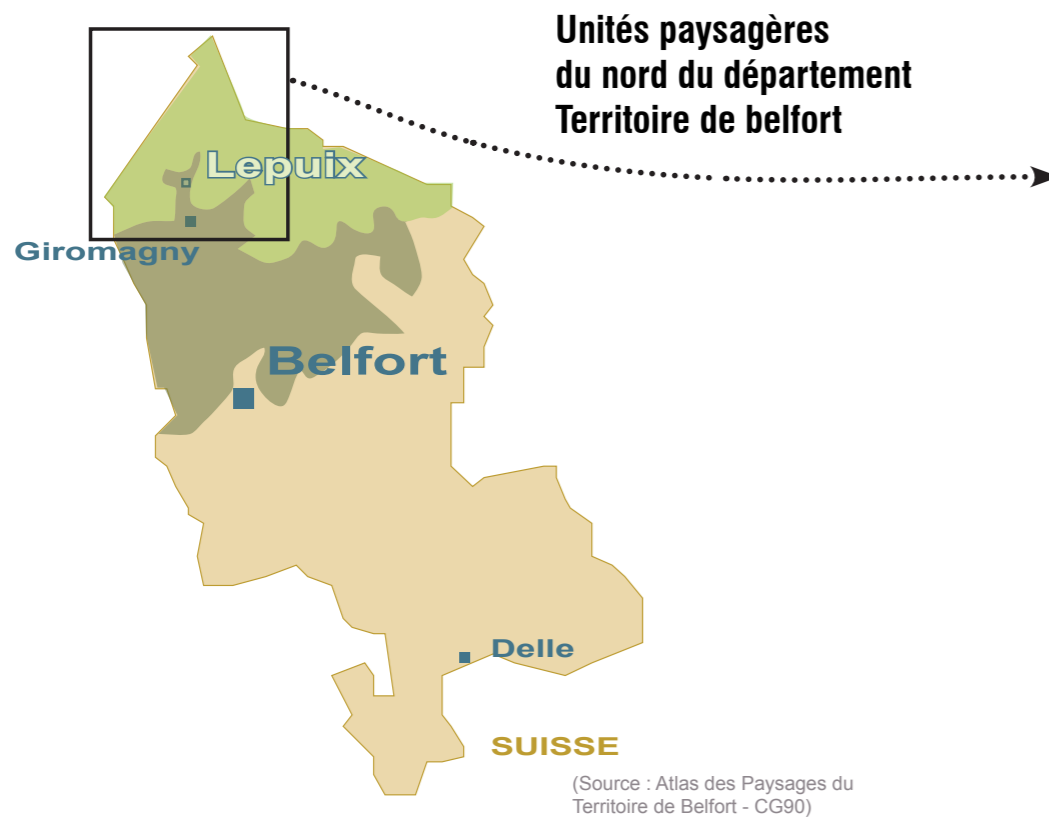 Unités paysagères
du nord du département
Territoire de belfort
Lepuix
Giromagny
Belfort
Delle
SUISSE
(Source : Atlas des Paysages du
Territoire de Belfort - CG90)